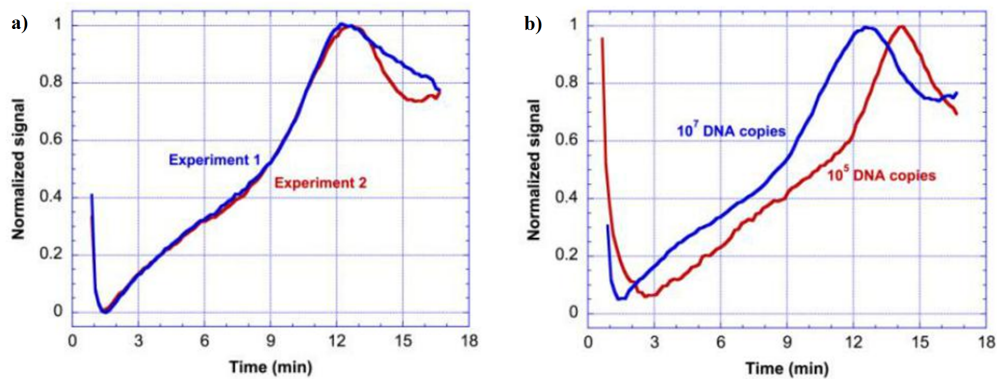 a)
Normalized signal
1
0.8
0.6
0.4
0.2
0
Experiment 1
Experiment 2
0 3 6 9 12 15 18
Time (min)
b)
Normalized signal
1
0.8
0.6
0.4
0.2
0
10⁷ DNA copies
10⁵ DNA copies
0 3 6 9 12 15 18
Time (min)